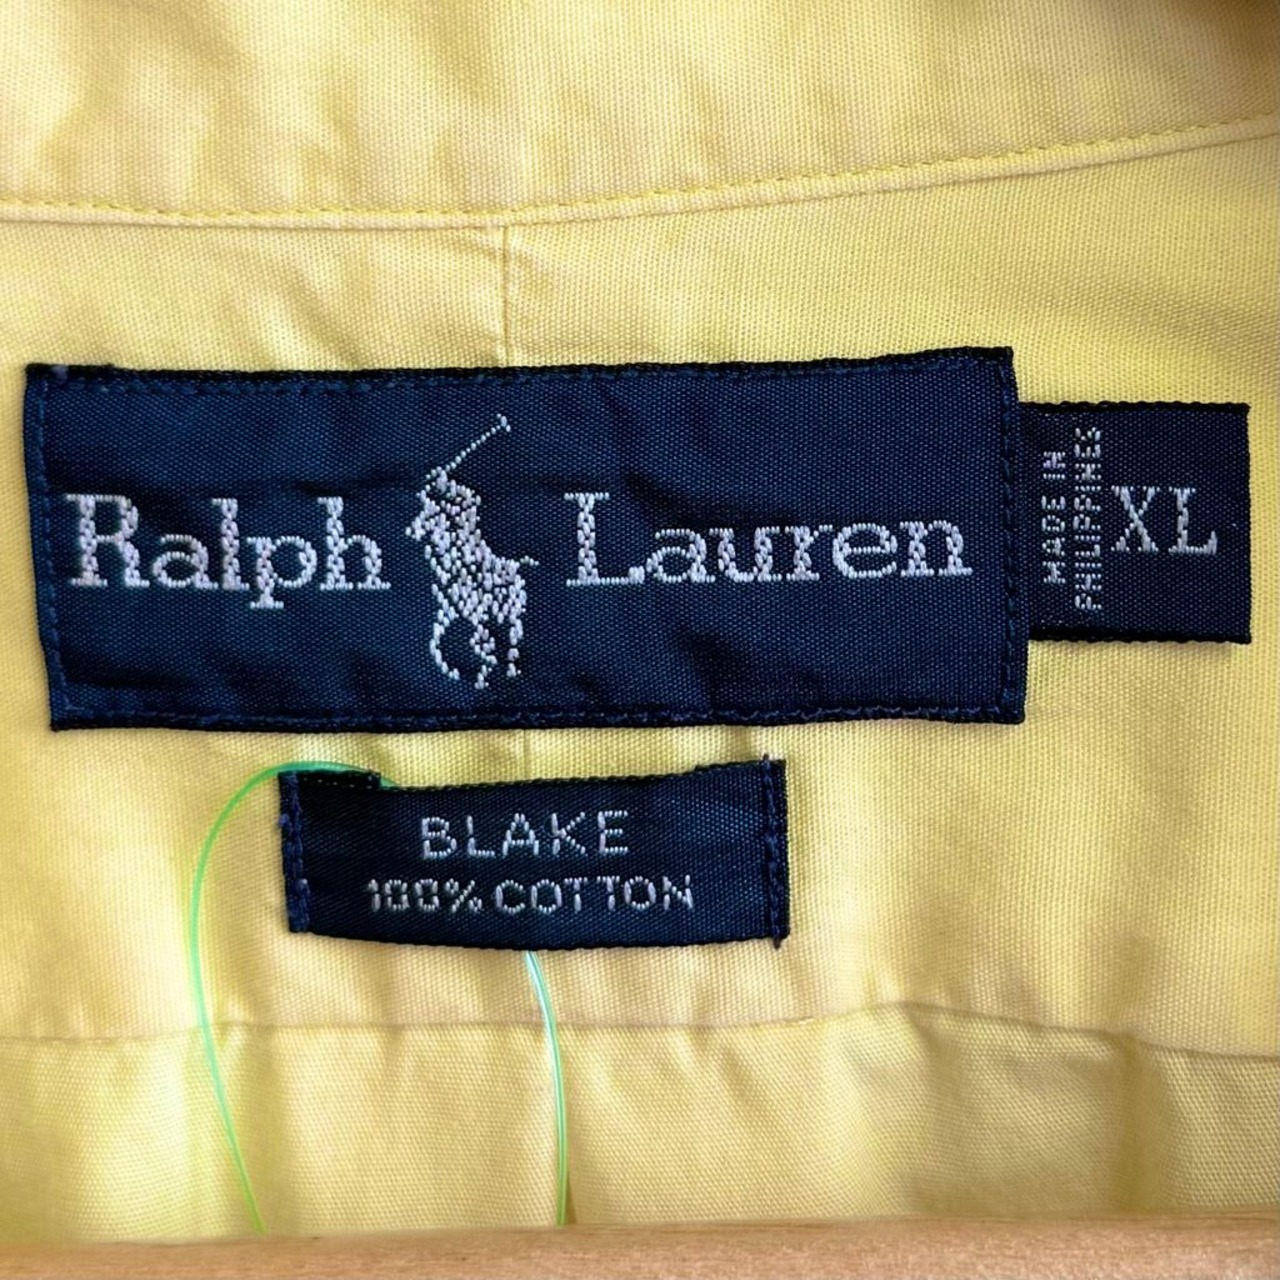 Ralph Lauren
MADE IN
PHILIPPINES
XL
BLAKE
100% COTTON